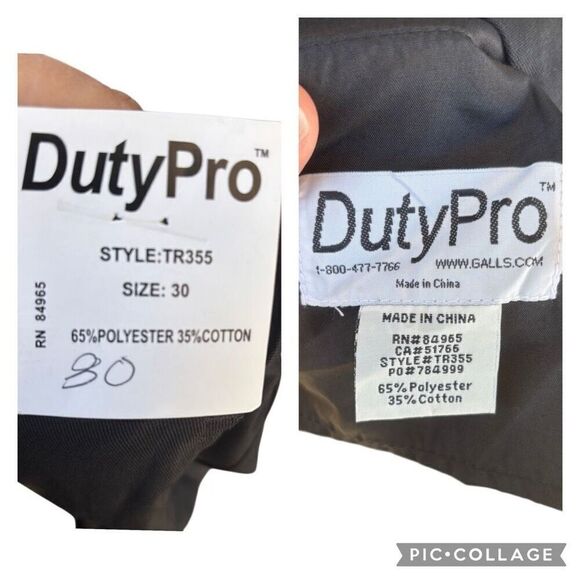 DutyPro™
STYLE:TR355
SIZE: 30
RN 84965
65%POLYESTER 35%COTTON
80
DutyPro™
1-800-477-7766 WWW.GALLS.COM
Made in China
MADE IN CHINA
RN#84965
CA#51766
STYLE#TR355
PO#784999
65%Polyester
35%Cotton
PIC•COLLAGE